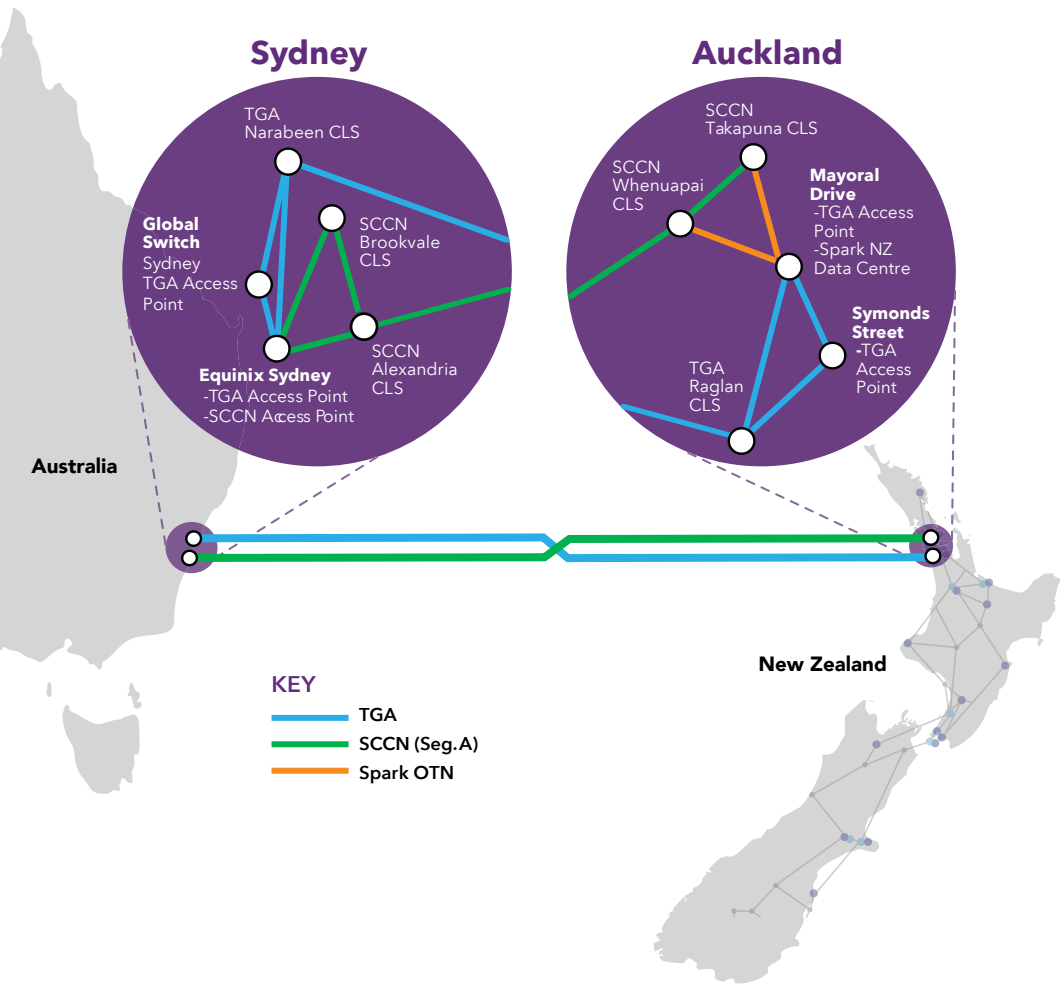 Sydney
TGA
Narabeen CLS
Global
Switch
Sydney
TGA Access
Point
SCCN
Brookvale
CLS
SCCN
Alexandria
CLS
Equinix Sydney
-TGA Access Point
-SCCN Access Point
Auckland
SCCN
Takapuna CLS
SCCN
Whenuapai
CLS
Mayoral
Drive
-TGA Access
Point
-Spark NZ
Data Centre
Symonds
Street
-TGA
Access
Point
TGA
Raglan
CLS
Australia
New Zealand
KEY
TGA
SCCN (Seg.A)
Spark OTN